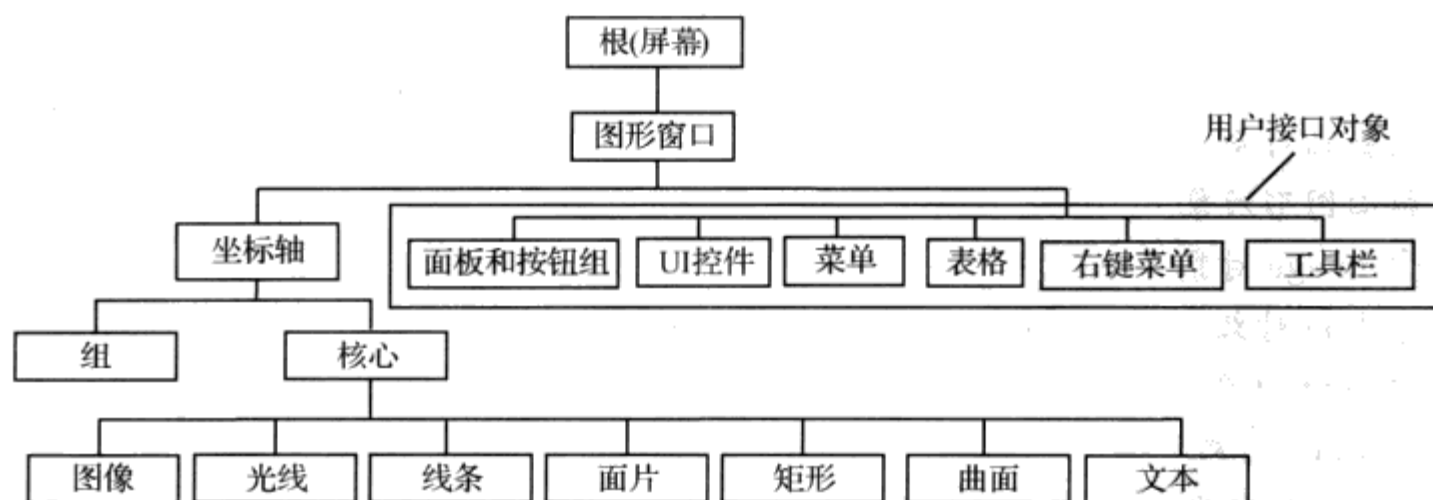 根(屏幕)
图形窗口
用户接口对象
坐标轴
面板和按钮组
UI控件
菜单
表格
右键菜单
工具栏
组
核心
图像
光线
线条
面片
矩形
曲面
文本